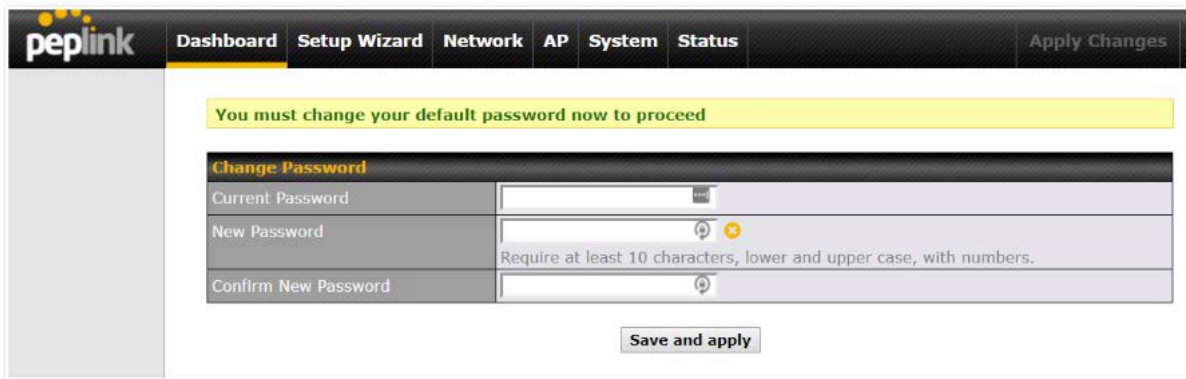 peplink
Dashboard Setup Wizard Network AP System Status Apply Changes
You must change your default password now to proceed
Change Password
Current Password
New Password
Require at least 10 characters, lower and upper case, with numbers.
Confirm New Password
Save and apply